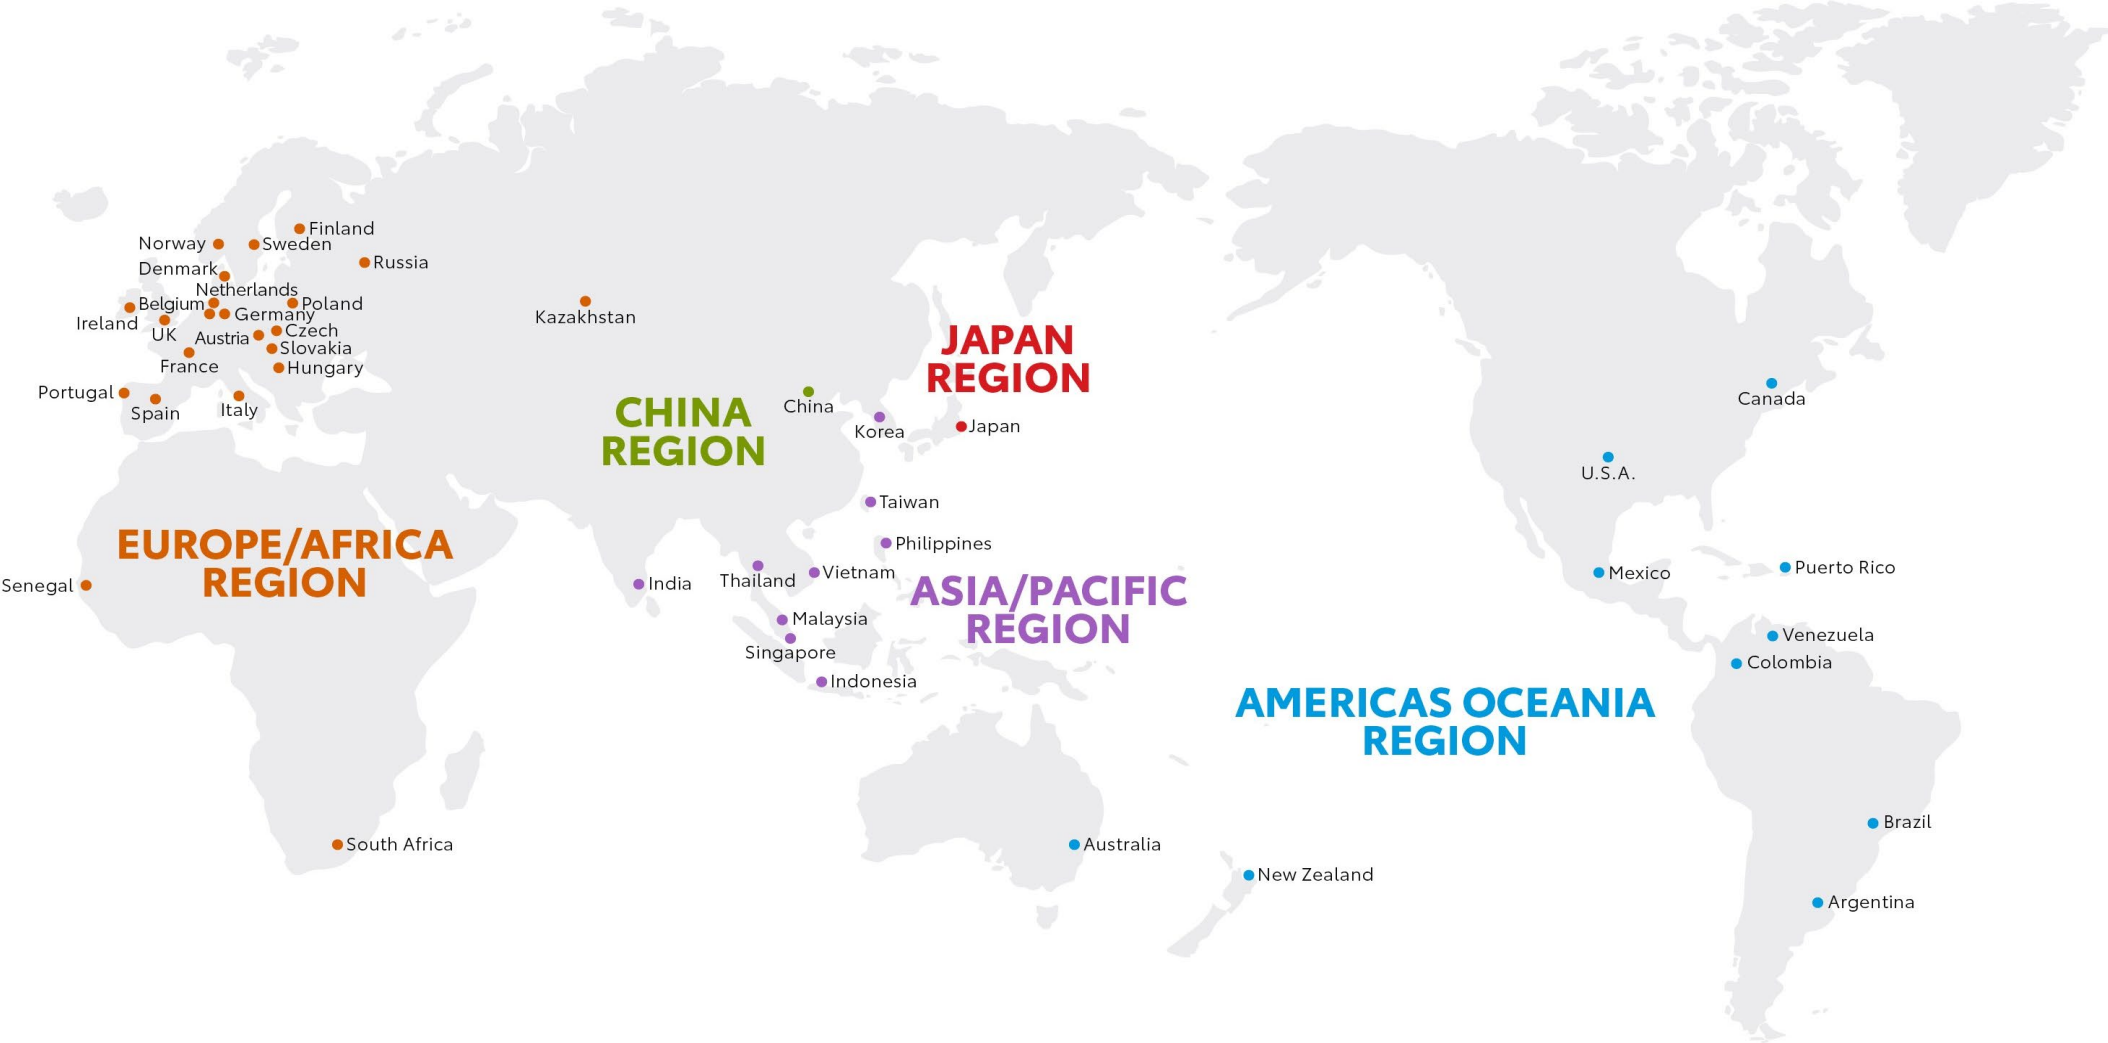 Finland
Norway
Sweden
Denmark
Russia
Netherlands
Belgium
Poland
Ireland
Germany
UK
Austria
Czech
Slovakia
France
Hungary
Portugal
Spain
Italy
Kazakhstan
EUROPE/AFRICA
REGION
Senegal
South Africa
CHINA
REGION
China
JAPAN
REGION
Japan
Korea
Taiwan
Philippines
India
Thailand
Vietnam
ASIA/PACIFIC
REGION
Malaysia
Singapore
Indonesia
AMERICAS OCEANIA
REGION
Australia
New Zealand
Canada
U.S.A.
Mexico
Puerto Rico
Venezuela
Colombia
Brazil
Argentina